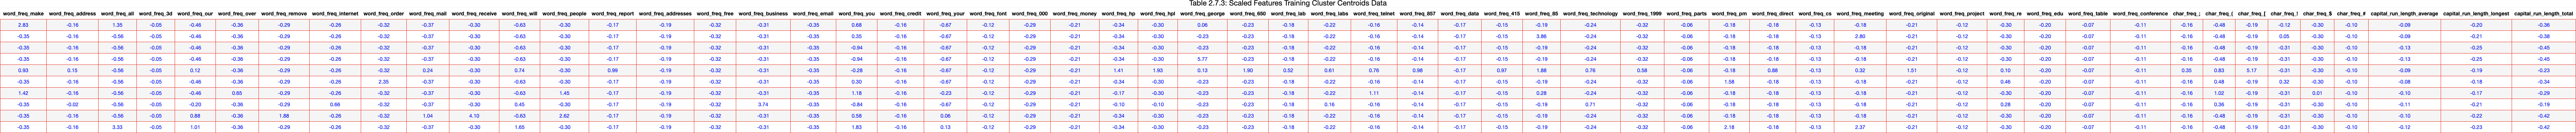 Table 2.7.3: Scaled Features Training Cluster Centroids Data
word_freq_make word_freq_address word_freq_all word_freq_3d word_freq_our word_freq_over word_freq_remove word_freq_internet word_freq_order word_freq_mail word_freq_receive word_freq_will word_freq_people word_freq_report word_freq_addresses word_freq_free word_freq_business word_freq_email word_freq_you word_freq_credit word_freq_your word_freq_font word_freq_000 word_freq_money word_freq_hp word_freq_hpl word_freq_george word_freq_650 word_freq_lab word_freq_labs word_freq_telnet word_freq_857 word_freq_data word_freq_415 word_freq_85 word_freq_technology word_freq_1999 word_freq_parts word_freq_pm word_freq_direct word_freq_cs word_freq_meeting word_freq_original word_freq_project word_freq_re word_freq_edu word_freq_table word_freq_conference char_freq_; char_freq_( char_freq_[ char_freq_! char_freq_$ char_freq_# capital_run_length_average capital_run_length_longest capital_run_length_total
2.83 -0.16 1.35 -0.05 -0.46 -0.36 -0.29 -0.26 -0.32 -0.37 -0.30 -0.63 -0.30 -0.17 -0.19 -0.32 -0.31 -0.35 0.68 -0.16 -0.67 -0.12 -0.29 -0.21 -0.34 -0.30 0.06 -0.23 -0.18 -0.22 -0.16 -0.14 -0.17 -0.15 -0.19 -0.24 -0.32 -0.06 -0.18 -0.18 -0.13 -0.18 -0.21 -0.12 -0.30 -0.20 -0.07 -0.11 -0.16 -0.48 -0.19 -0.12 -0.30 -0.10 -0.09 -0.20 -0.36
-0.35 -0.16 -0.56 -0.05 -0.46 -0.36 -0.29 -0.26 -0.32 -0.37 -0.30 -0.63 -0.30 -0.17 -0.19 -0.32 -0.31 -0.35 0.35 -0.16 -0.67 -0.12 -0.29 -0.21 -0.34 -0.30 -0.23 -0.23 -0.18 -0.22 -0.16 -0.14 -0.17 -0.15 3.86 -0.24 -0.32 -0.06 -0.18 -0.18 -0.13 2.80 -0.21 -0.12 -0.30 -0.20 -0.07 -0.11 -0.16 -0.48 -0.19 0.05 -0.30 -0.10 -0.09 -0.21 -0.38
-0.35 -0.16 -0.56 -0.05 -0.46 -0.36 -0.29 -0.26 -0.32 -0.37 -0.30 -0.63 -0.30 -0.17 -0.19 -0.32 -0.31 -0.35 -0.94 -0.16 -0.67 -0.12 -0.29 -0.21 -0.34 -0.30 -0.23 -0.23 -0.18 -0.22 -0.16 -0.14 -0.17 -0.15 -0.19 -0.24 -0.32 -0.06 -0.18 -0.18 -0.13 -0.18 -0.21 -0.12 -0.30 -0.20 -0.07 -0.11 -0.16 -0.48 -0.19 -0.31 -0.30 -0.10 -0.13 -0.25 -0.45
-0.35 -0.16 -0.56 -0.05 -0.46 -0.36 -0.29 -0.26 -0.32 -0.37 -0.30 -0.63 -0.30 -0.17 -0.19 -0.32 -0.31 -0.35 -0.94 -0.16 -0.67 -0.12 -0.29 -0.21 -0.34 -0.30 5.77 -0.23 -0.18 -0.22 -0.16 -0.14 -0.17 -0.15 -0.19 -0.24 -0.32 -0.06 -0.18 -0.18 -0.13 -0.18 -0.21 -0.12 -0.30 -0.20 -0.07 -0.11 -0.16 -0.48 -0.19 -0.31 -0.30 -0.10 -0.13 -0.25 -0.45
0.93 0.15 -0.56 -0.05 0.12 -0.36 -0.29 -0.26 -0.32 0.24 -0.30 0.74 -0.30 0.99 -0.19 -0.32 -0.31 -0.35 -0.28 -0.16 -0.67 -0.12 -0.29 -0.21 1.41 1.93 0.13 1.90 0.52 0.81 0.76 0.98 -0.17 0.97 1.88 0.76 0.58 -0.06 -0.18 0.88 -0.13 0.32 1.51 -0.12 0.10 -0.20 -0.07 -0.11 0.35 0.83 5.17 -0.31 -0.30 -0.10 -0.09 -0.19 -0.23
-0.35 -0.16 -0.56 -0.05 -0.46 -0.36 -0.29 -0.26 2.35 -0.37 -0.30 -0.63 -0.30 -0.17 -0.19 -0.32 -0.31 -0.35 0.30 -0.16 -0.67 -0.12 -0.29 -0.21 -0.34 -0.30 -0.23 -0.23 -0.18 -0.22 -0.16 -0.14 -0.17 -0.15 -0.19 -0.24 -0.32 -0.06 1.58 -0.18 -0.13 -0.18 -0.21 -0.12 0.46 -0.20 -0.07 -0.11 -0.16 0.48 -0.19 0.32 -0.30 -0.10 -0.08 -0.18 -0.34
1.42 -0.16 -0.56 -0.05 -0.46 0.65 -0.29 -0.26 -0.32 -0.37 -0.30 -0.63 1.45 -0.17 -0.19 -0.32 -0.31 -0.35 1.18 -0.16 -0.23 -0.12 -0.29 -0.21 -0.17 -0.30 -0.23 -0.23 -0.18 -0.22 1.11 -0.14 -0.17 -0.15 0.28 -0.24 -0.32 -0.06 -0.18 -0.18 -0.13 -0.18 -0.21 -0.12 -0.30 -0.20 -0.07 -0.11 -0.16 1.02 -0.19 -0.31 0.01 -0.10 -0.10 -0.17 -0.29
-0.35 -0.02 -0.56 -0.05 -0.20 -0.36 -0.29 0.66 -0.32 -0.37 -0.30 0.45 -0.30 -0.17 -0.19 -0.32 3.74 -0.35 -0.84 -0.16 -0.67 -0.12 -0.29 -0.21 -0.10 -0.10 -0.23 -0.23 -0.18 0.16 -0.16 -0.14 -0.17 -0.15 -0.19 0.71 -0.32 -0.06 -0.18 -0.18 -0.13 -0.18 -0.21 -0.12 0.28 -0.20 -0.07 -0.11 -0.16 0.36 -0.19 -0.31 -0.30 -0.10 -0.11 -0.21 -0.19
-0.35 -0.16 -0.56 -0.05 0.88 -0.36 1.88 -0.26 -0.32 1.04 4.10 -0.63 2.62 -0.17 -0.19 -0.32 -0.31 -0.35 0.58 -0.16 0.06 -0.12 -0.29 -0.21 -0.34 -0.30 -0.23 -0.23 -0.18 -0.22 -0.16 -0.14 -0.17 -0.15 -0.19 -0.24 -0.32 -0.06 -0.18 -0.18 -0.13 -0.18 -0.21 -0.12 -0.30 -0.20 -0.07 -0.11 -0.16 -0.48 -0.19 -0.31 -0.30 -0.10 -0.10 -0.22 -0.42
-0.35 -0.16 3.33 -0.05 1.01 -0.36 -0.29 -0.26 -0.32 -0.37 -0.30 1.65 -0.30 -0.17 -0.19 -0.32 -0.31 -0.35 1.83 -0.16 0.13 -0.12 -0.29 -0.21 -0.34 -0.30 -0.23 -0.23 -0.18 -0.22 -0.16 -0.14 -0.17 -0.15 -0.19 -0.24 -0.32 -0.06 2.18 -0.18 -0.13 2.37 -0.21 -0.12 -0.30 -0.20 -0.07 -0.11 -0.16 -0.48 -0.19 -0.31 -0.30 -0.10 -0.12 -0.23 -0.42